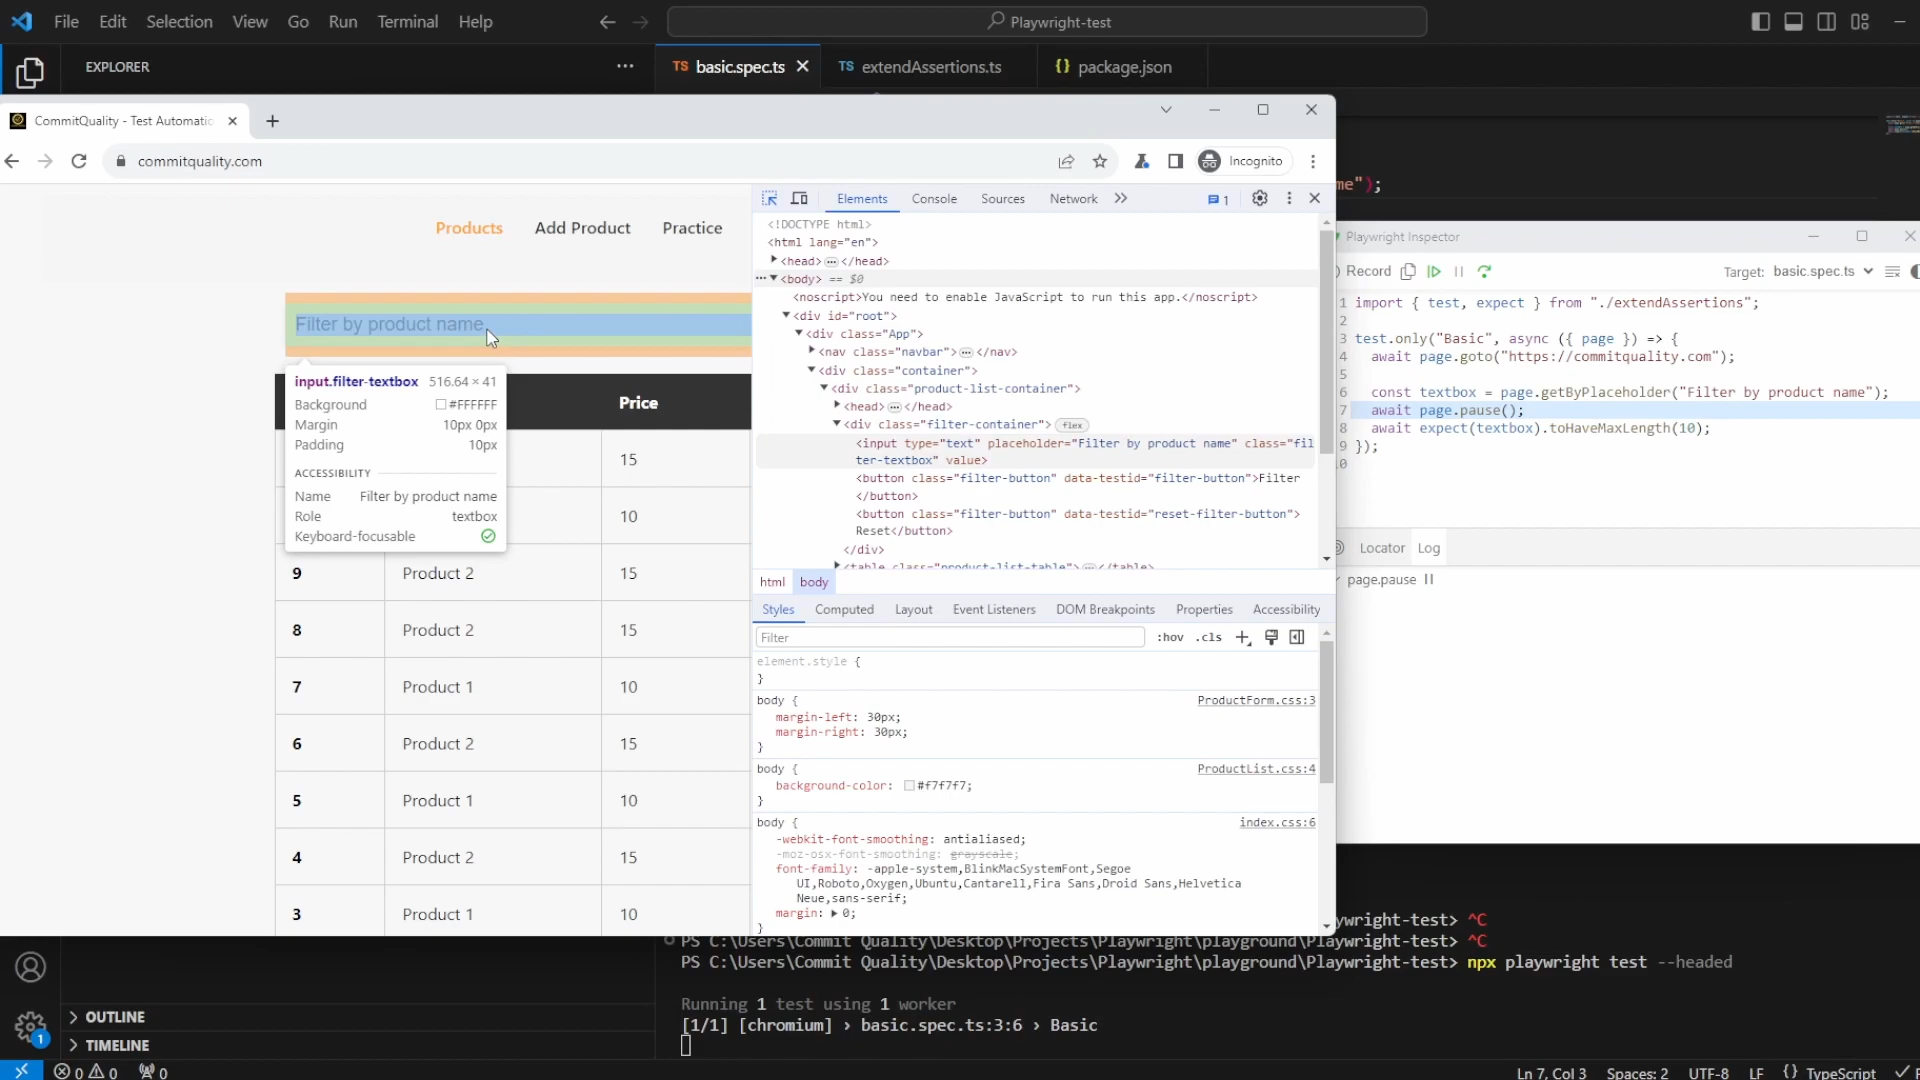 File Edit Selection View Go Run Terminal Help
Playwright-test
EXPLORER
TS basic.spec.ts
TS extendAssertions.ts
{} package.json
CommitQuality - Test Automatio
commitquality.com
Incognito
me");
Products Add Product Practice
Filter by product name
input.filter-textbox 516.64 × 41
Background #FFFFFF
Margin 10px 0px
Padding 10px
ACCESSIBILITY
Name Filter by product name
Role textbox
Keyboard-focusable
Price
15
10
9 Product 2 15
8 Product 2 15
7 Product 1 10
6 Product 2 15
5 Product 1 10
4 Product 2 15
3 Product 1 10
Elements Console Sources Network 1
<!DOCTYPE html>
<html lang="en">
<head> … </head>
<body> == $0
<noscript>You need to enable JavaScript to run this app.</noscript>
<div id="root">
<div class="App">
<nav class="navbar"> … </nav>
<div class="container">
<div class="product-list-container">
<head> … </head>
<div class="filter-container"> flex
<input type="text" placeholder="Filter by product name" class="fil
ter-textbox" value>
<button class="filter-button" data-testid="filter-button">Filter
</button>
<button class="filter-button" data-testid="reset-filter-button">
Reset</button>
</div>
<table class="product-list-table"> … </table>
html body
Styles Computed Layout Event Listeners DOM Breakpoints Properties Accessibility
Filter :hov .cls
element.style {
}
body { ProductForm.css:3
margin-left: 30px;
margin-right: 30px;
}
body { ProductList.css:4
background-color: #f7f7f7;
}
body { index.css:6
-webkit-font-smoothing: antialiased;
-moz-osx-font-smoothing: grayscale;
font-family: -apple-system,BlinkMacSystemFont,Segoe
UI,Roboto,Oxygen,Ubuntu,Cantarell,Fira Sans,Droid Sans,Helvetica
Neue,sans-serif;
margin: 0;
}
Playwright Inspector
Record Target: basic.spec.ts
1 import { test, expect } from "./extendAssertions";
2
3 test.only("Basic", async ({ page }) => {
4 await page.goto("https://commitquality.com");
5
6 const textbox = page.getByPlaceholder("Filter by product name");
7 await page.pause();
8 await expect(textbox).toHaveMaxLength(10);
9 });
10
Locator Log
page.pause
ywright-test> ^C
PS C:\Users\Commit Quality\Desktop\Projects\Playwright\playground\Playwright-test> ^C
PS C:\Users\Commit Quality\Desktop\Projects\Playwright\playground\Playwright-test> npx playwright test --headed
Running 1 test using 1 worker
[1/1] [chromium] › basic.spec.ts:3:6 › Basic
OUTLINE
1
TIMELINE
0 0 0
Ln 7, Col 3 Spaces: 2 UTF-8 LF {} TypeScript